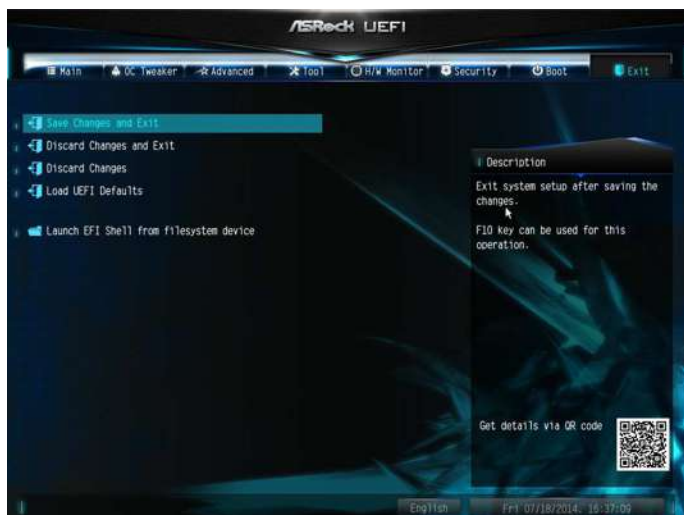 ASRock UEFI
Main OC Tweaker Advanced Tool H/W Monitor Security Boot Exit
Save Changes and Exit
Discard Changes and Exit
Discard Changes
Load UEFI Defaults
Launch EFI Shell from filesystem device
Description
Exit system setup after saving the
changes.
F10 key can be used for this
operation.
Get details via QR code
English Fri 07/18/2014, 16:37:09